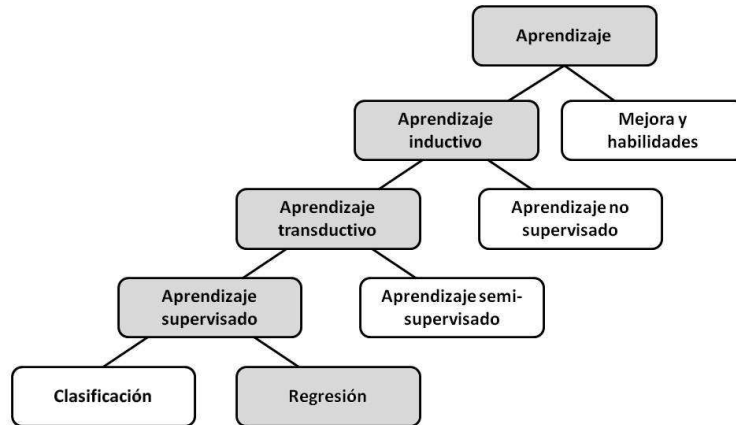 Aprendizaje
Aprendizaje
inductivo
Mejora y
habilidades
Aprendizaje
transductivo
Aprendizaje no
supervisado
Aprendizaje
supervisado
Aprendizaje semi-
supervisado
Clasificación
Regresión